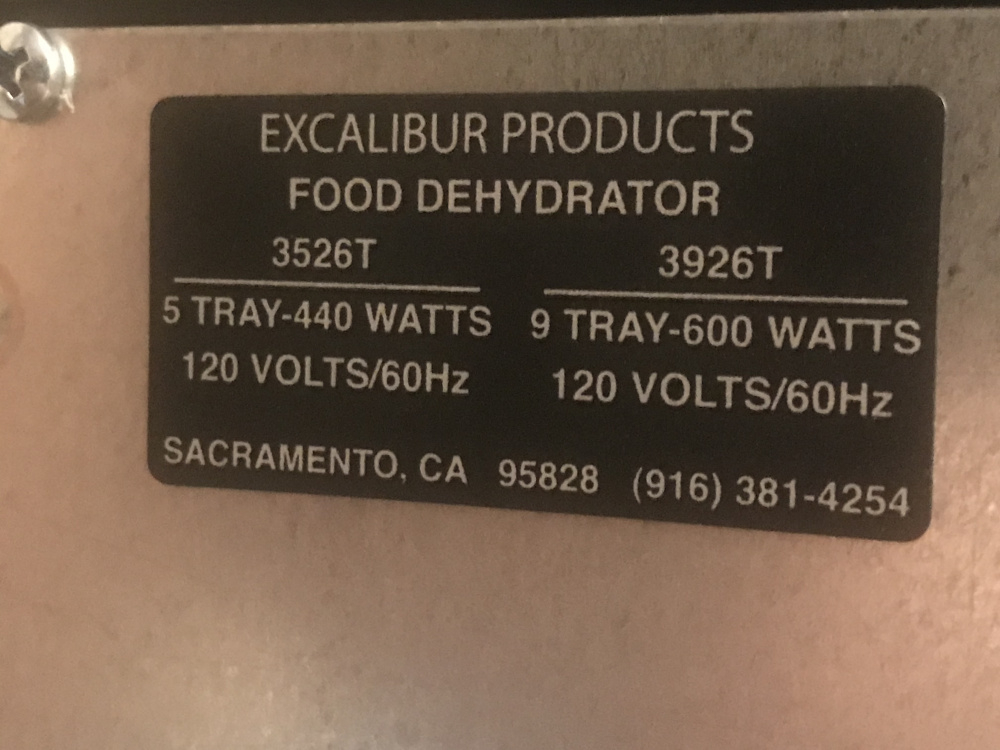 EXCALIBUR PRODUCTS
FOOD DEHYDRATOR
3526T 3926T
5 TRAY-440 WATTS 9 TRAY-600 WATTS
120 VOLTS/60Hz 120 VOLTS/60Hz
SACRAMENTO, CA 95828 (916) 381-4254